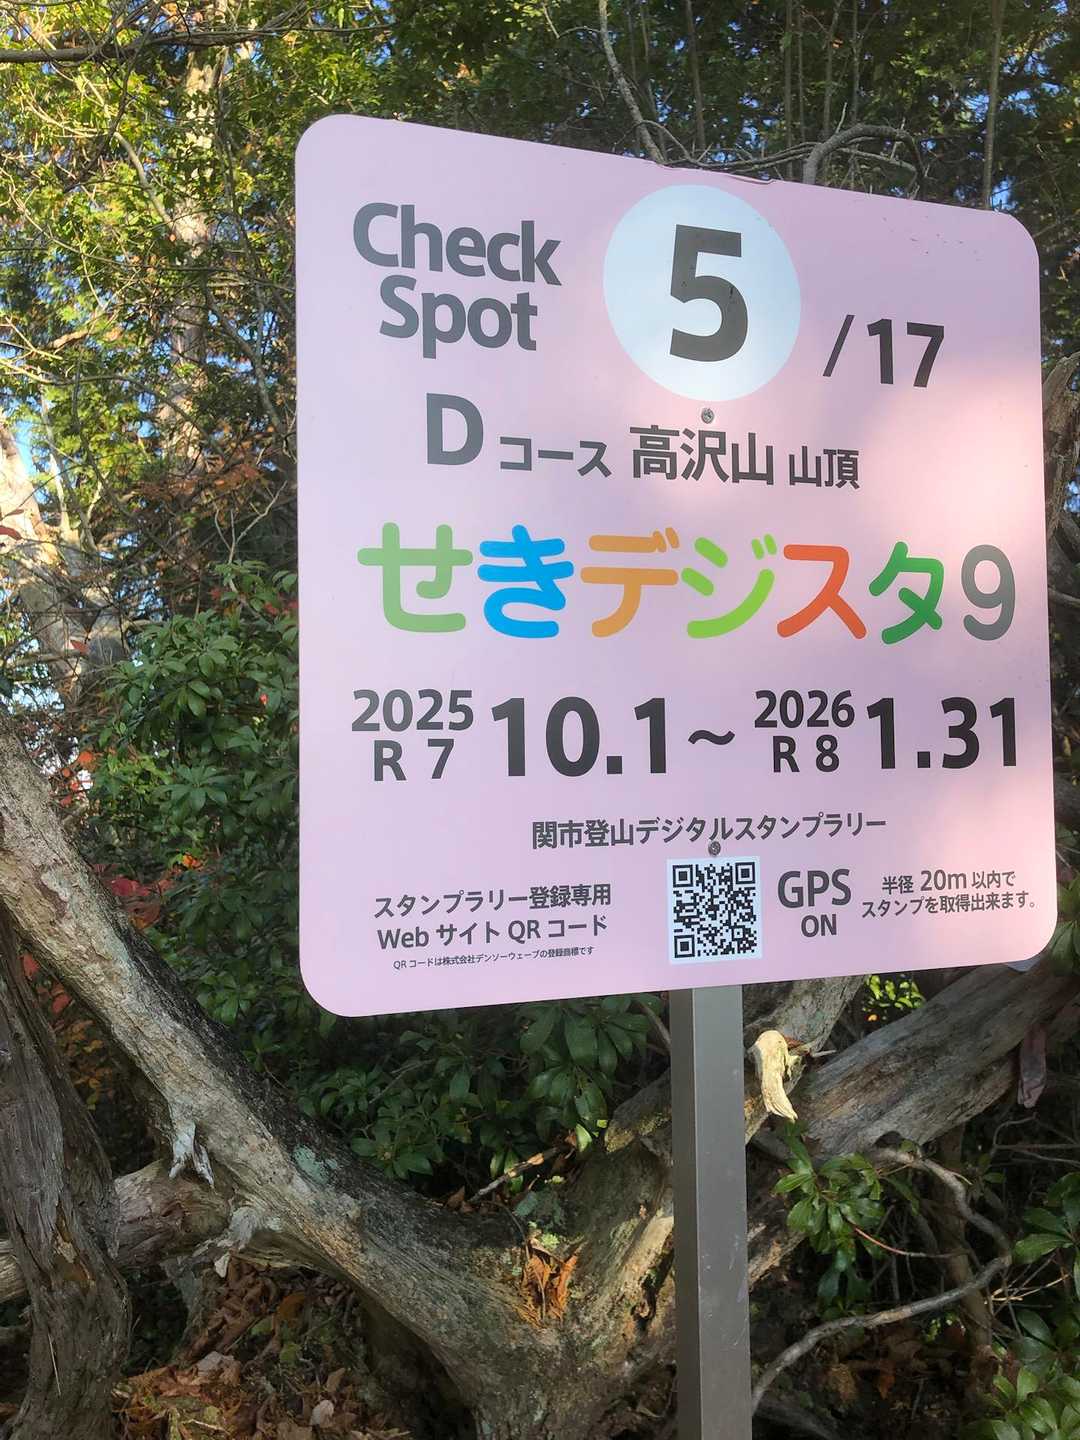 Check
Spot
5
/17
D コース 高沢山 山頂
せきデジスタ9
2025
R 7
10.1~
2026
R 8
1.31
関市登山デジタルスタンプラリー
スタンプラリー登録専用
Web サイト QR コード
QR コードは株式会社デンソーウェーブの登録商標です
GPS
ON
半径 20m 以内で
スタンプを取得出来ます。